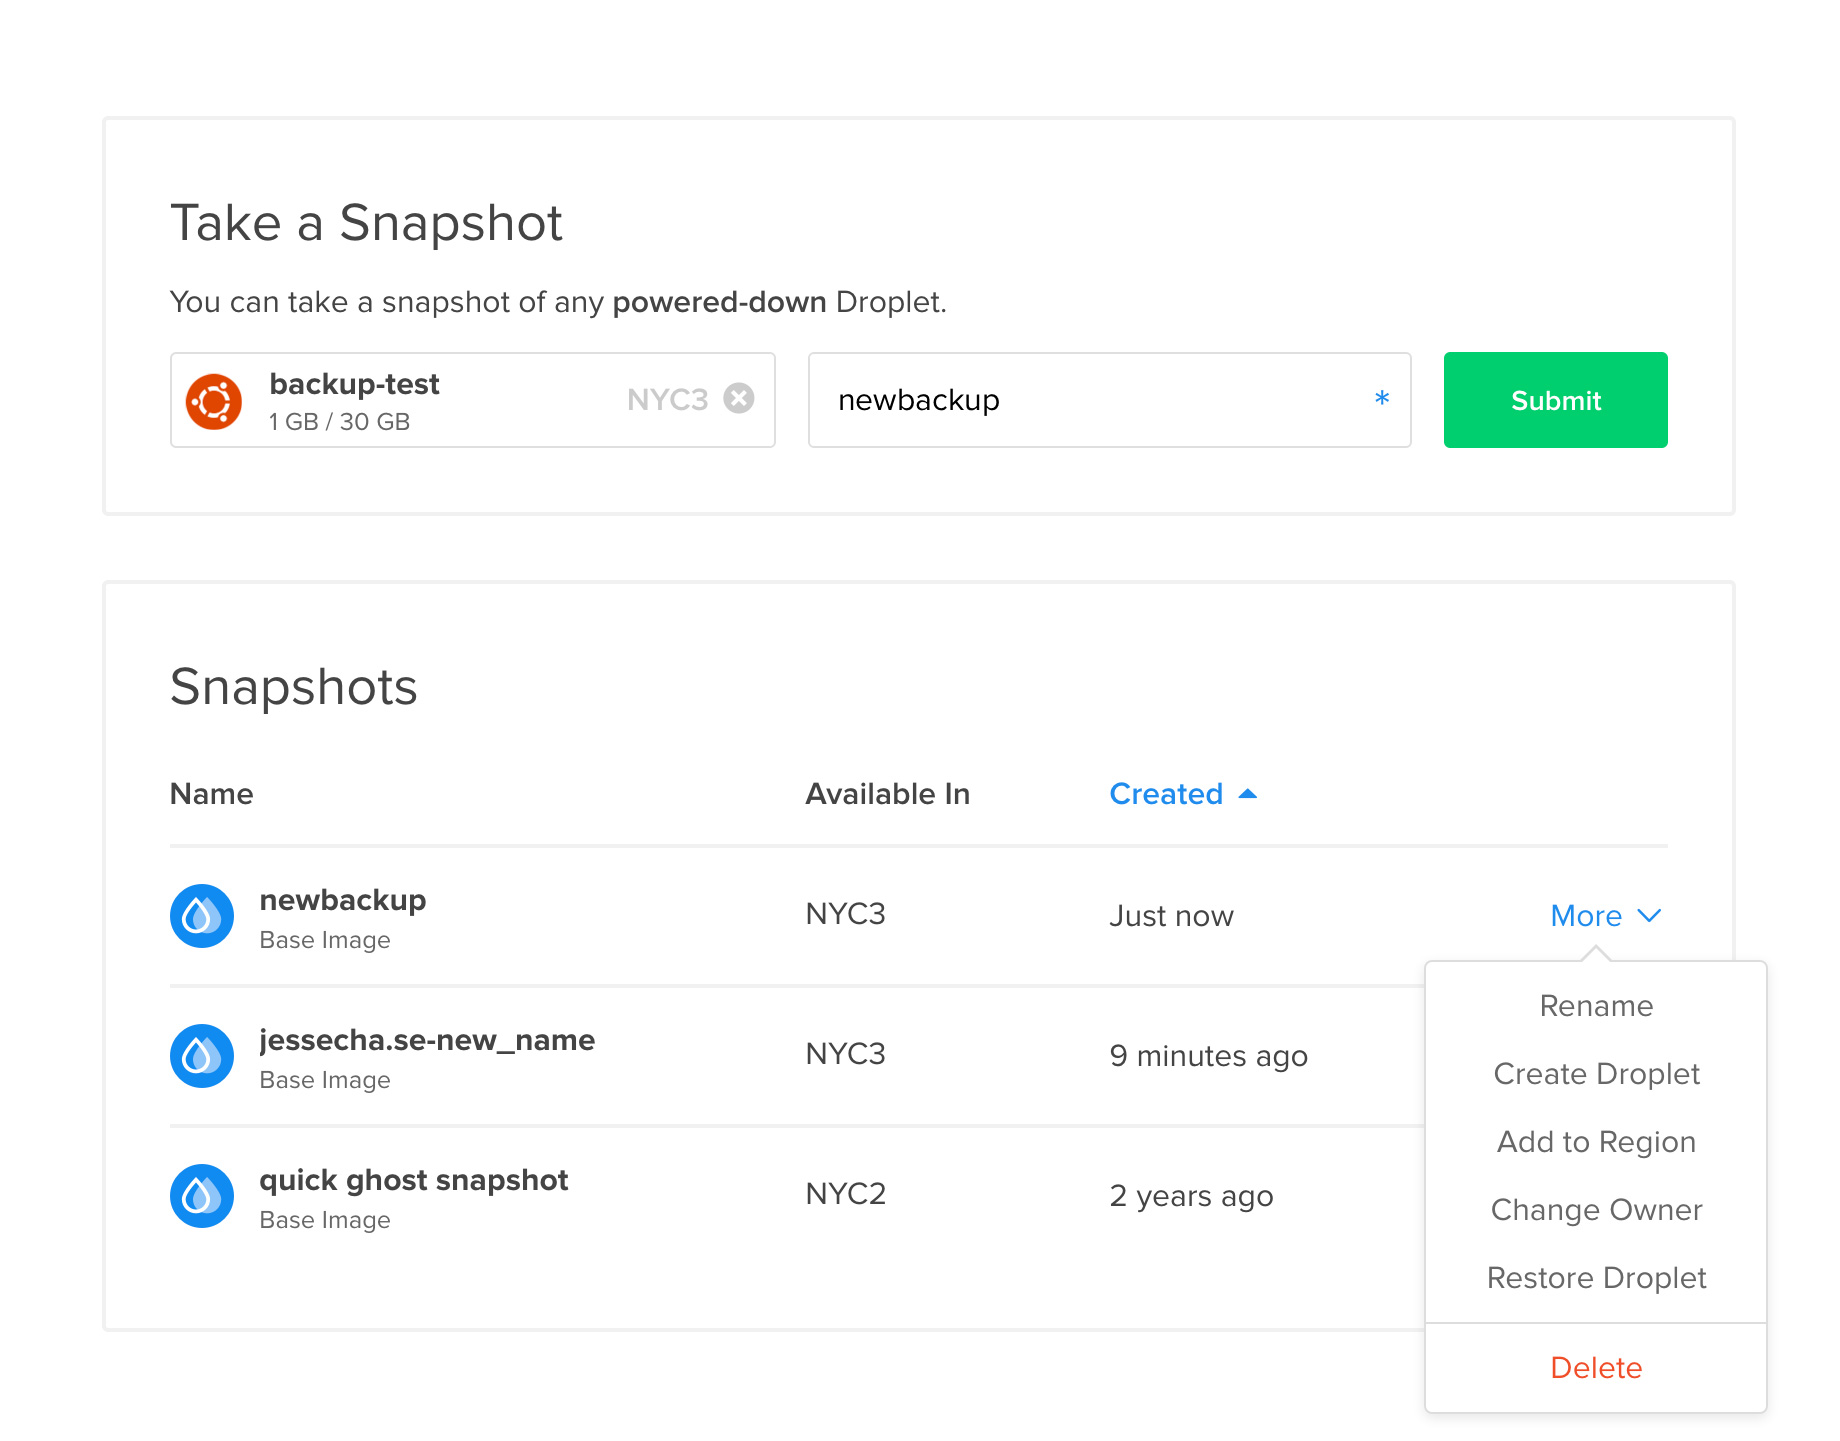 Take a Snapshot
You can take a snapshot of any powered-down Droplet.
backup-test
1 GB / 30 GB
NYC3
newbackup *
Submit
Snapshots
Name Available In Created
newbackup
Base Image
NYC3 Just now More
jessecha.se-new_name
Base Image
NYC3 9 minutes ago
quick ghost snapshot
Base Image
NYC2 2 years ago
Rename
Create Droplet
Add to Region
Change Owner
Restore Droplet
Delete